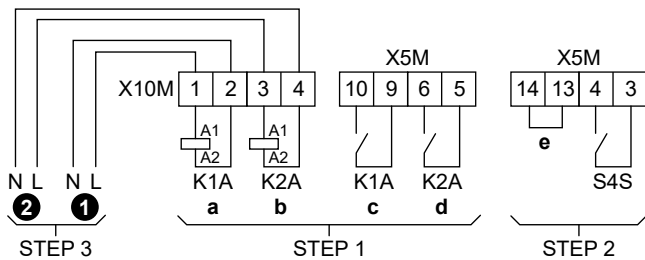 X5M X5M
X10M 1 2 3 4 10 9 6 5 14 13 4 3
A1 A1
A2 A2
e
N L N L K1A K2A K1A K2A S4S
2 1 a b c d
STEP 3 STEP 1 STEP 2